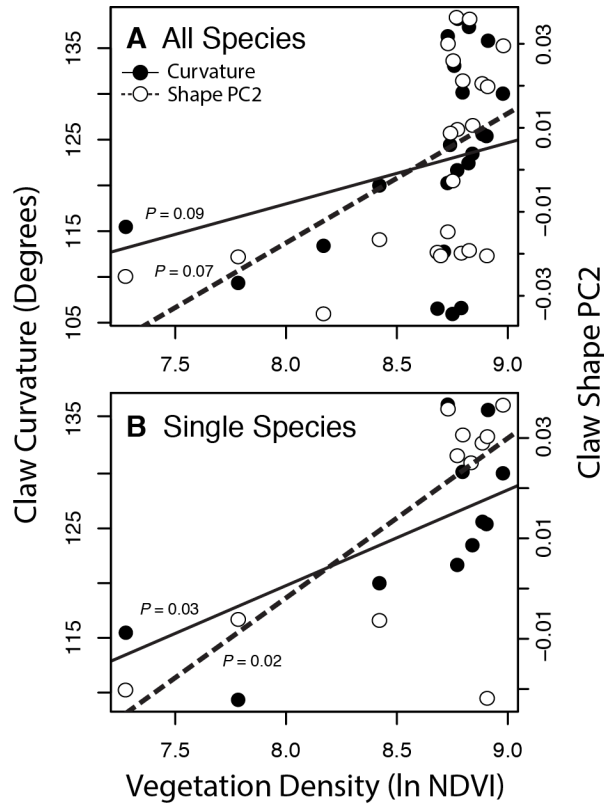 A All Species
Curvature
Shape PC2
P = 0.09
P = 0.07
105
115
125
135
−0.03
−0.01
0.01
0.03
7.5
8.0
8.5
9.0
B Single Species
P = 0.03
P = 0.02
115
125
135
−0.01
0.01
0.03
7.5
8.0
8.5
9.0
Claw Curvature (Degrees)
Claw Shape PC2
Vegetation Density (ln NDVI)